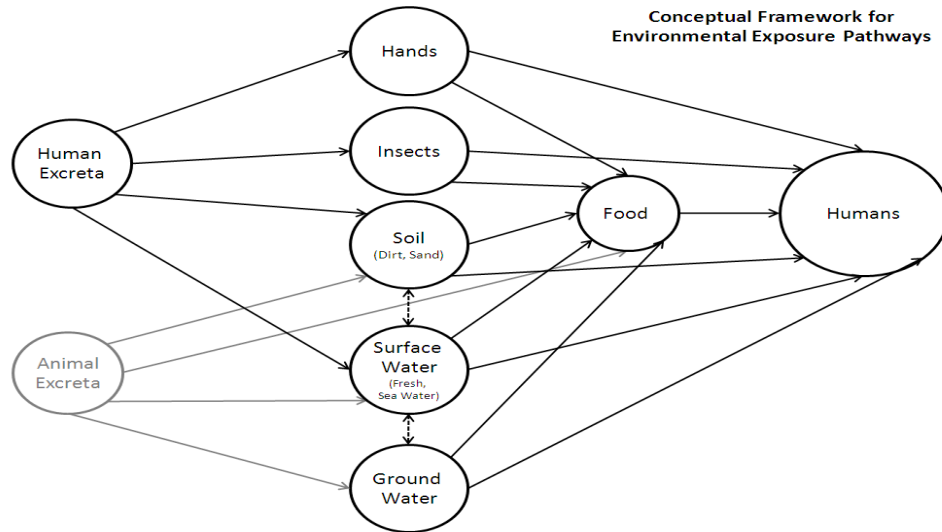 Conceptual Framework for
Environmental Exposure Pathways
Hands
Human
Excreta
Insects
Soil
(Dirt, Sand)
Food
Humans
Animal
Excreta
Surface
Water
(Fresh,
Sea Water)
Ground
Water